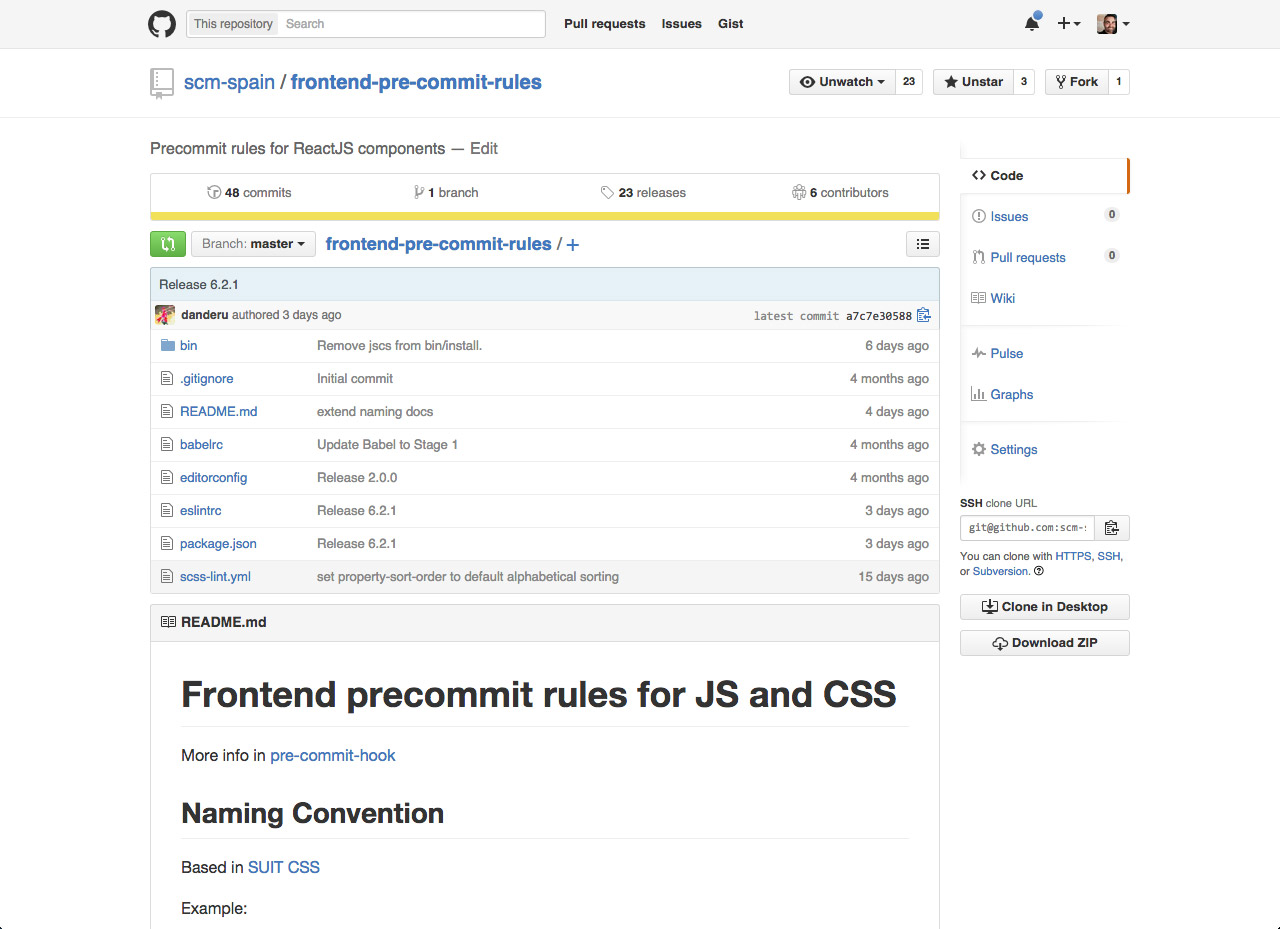 This repository Search Pull requests Issues Gist
scm-spain / frontend-pre-commit-rules Unwatch 23 Unstar 3 Fork 1
Precommit rules for ReactJS components — Edit
48 commits 1 branch 23 releases 6 contributors
Branch: master frontend-pre-commit-rules / +
Release 6.2.1
danderu authored 3 days ago latest commit a7c7e30588
bin Remove jscs from bin/install. 6 days ago
.gitignore Initial commit 4 months ago
README.md extend naming docs 4 days ago
babelrc Update Babel to Stage 1 4 months ago
editorconfig Release 2.0.0 4 months ago
eslintrc Release 6.2.1 3 days ago
package.json Release 6.2.1 3 days ago
scss-lint.yml set property-sort-order to default alphabetical sorting 15 days ago
README.md
Frontend precommit rules for JS and CSS
More info in pre-commit-hook
Naming Convention
Based in SUIT CSS
Example:
Code
Issues 0
Pull requests 0
Wiki
Pulse
Graphs
Settings
SSH clone URL
git@github.com:scm-s
You can clone with HTTPS, SSH,
or Subversion.
Clone in Desktop
Download ZIP